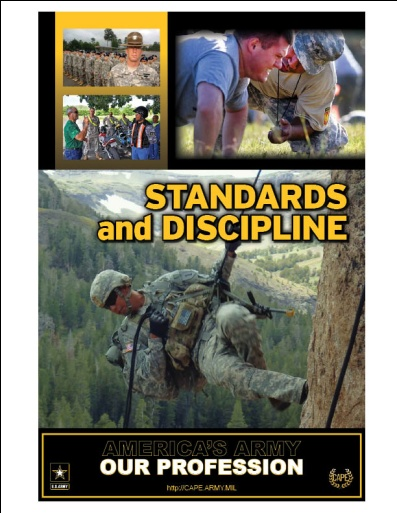 STANDARDS
and DISCIPLINE
AMERICA'S ARMY
OUR PROFESSION
U.S. ARMY
http://CAPE.ARMY.MIL
CAPE